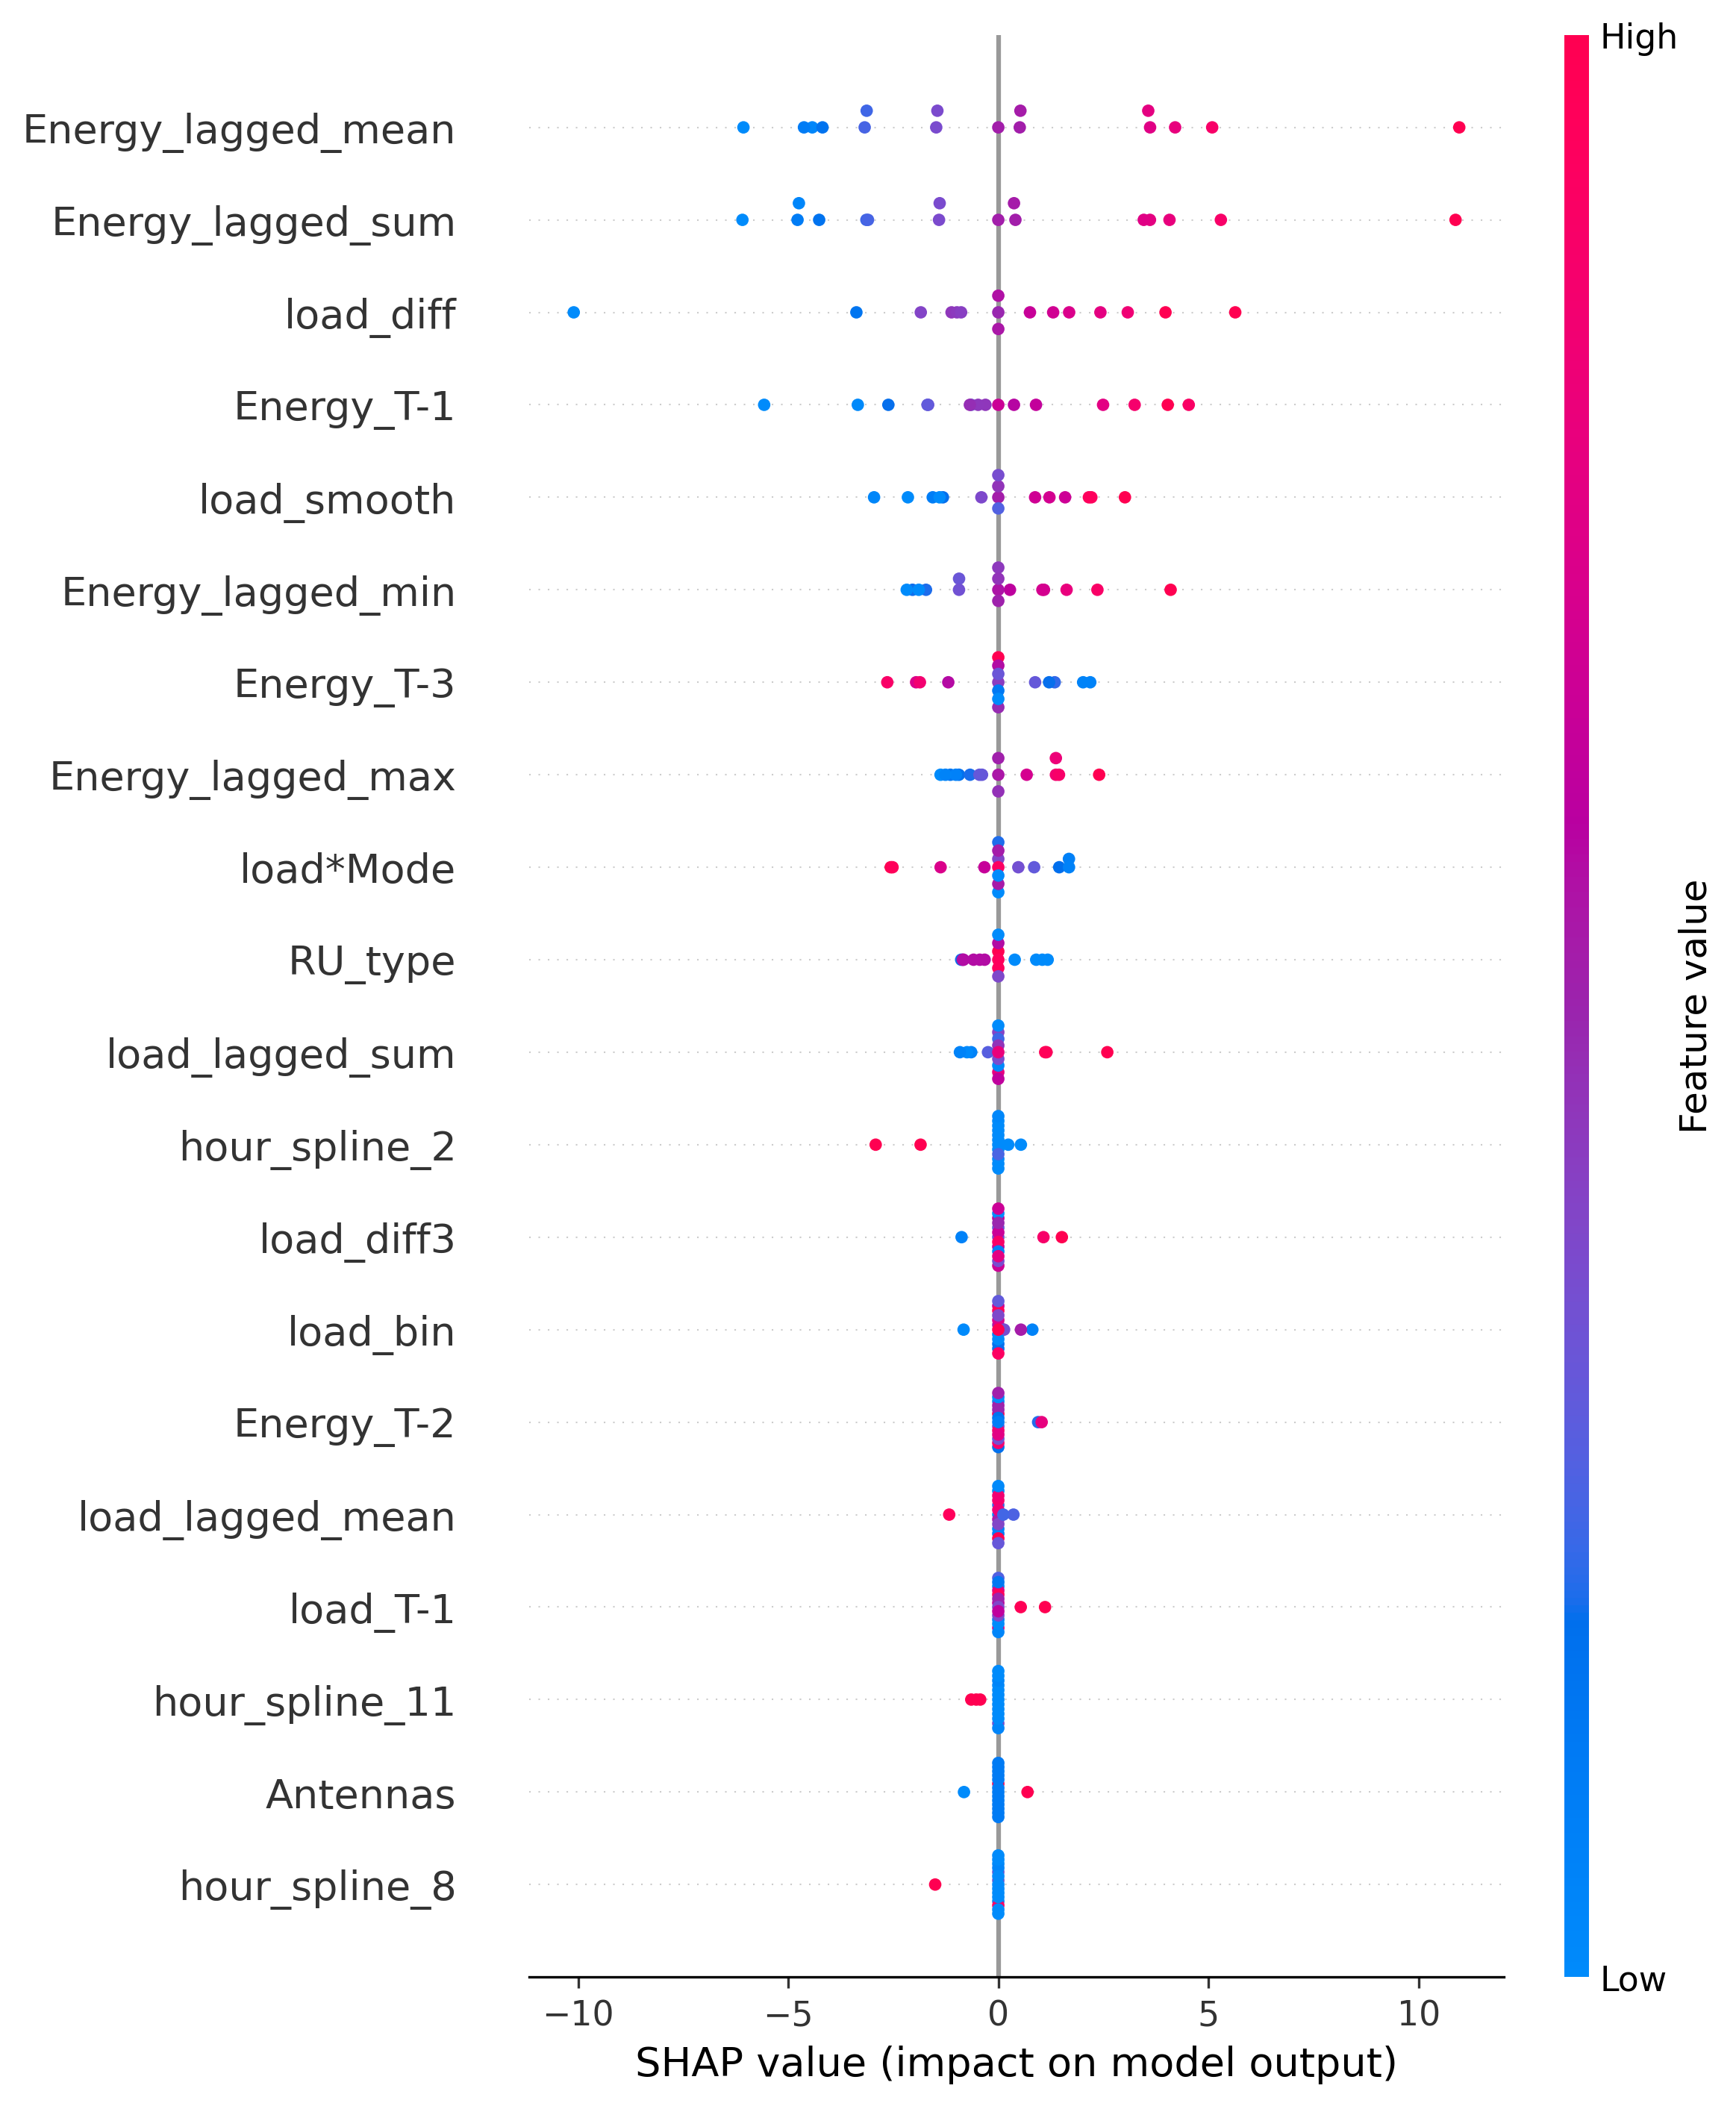 High
Energy_lagged_mean
Energy_lagged_sum
load_diff
Energy_T-1
load_smooth
Energy_lagged_min
Energy_T-3
Energy_lagged_max
load*Mode
RU_type
load_lagged_sum
hour_spline_2
load_diff3
load_bin
Energy_T-2
load_lagged_mean
load_T-1
hour_spline_11
Antennas
hour_spline_8
Feature value
Low
−10 −5 0 5 10
SHAP value (impact on model output)